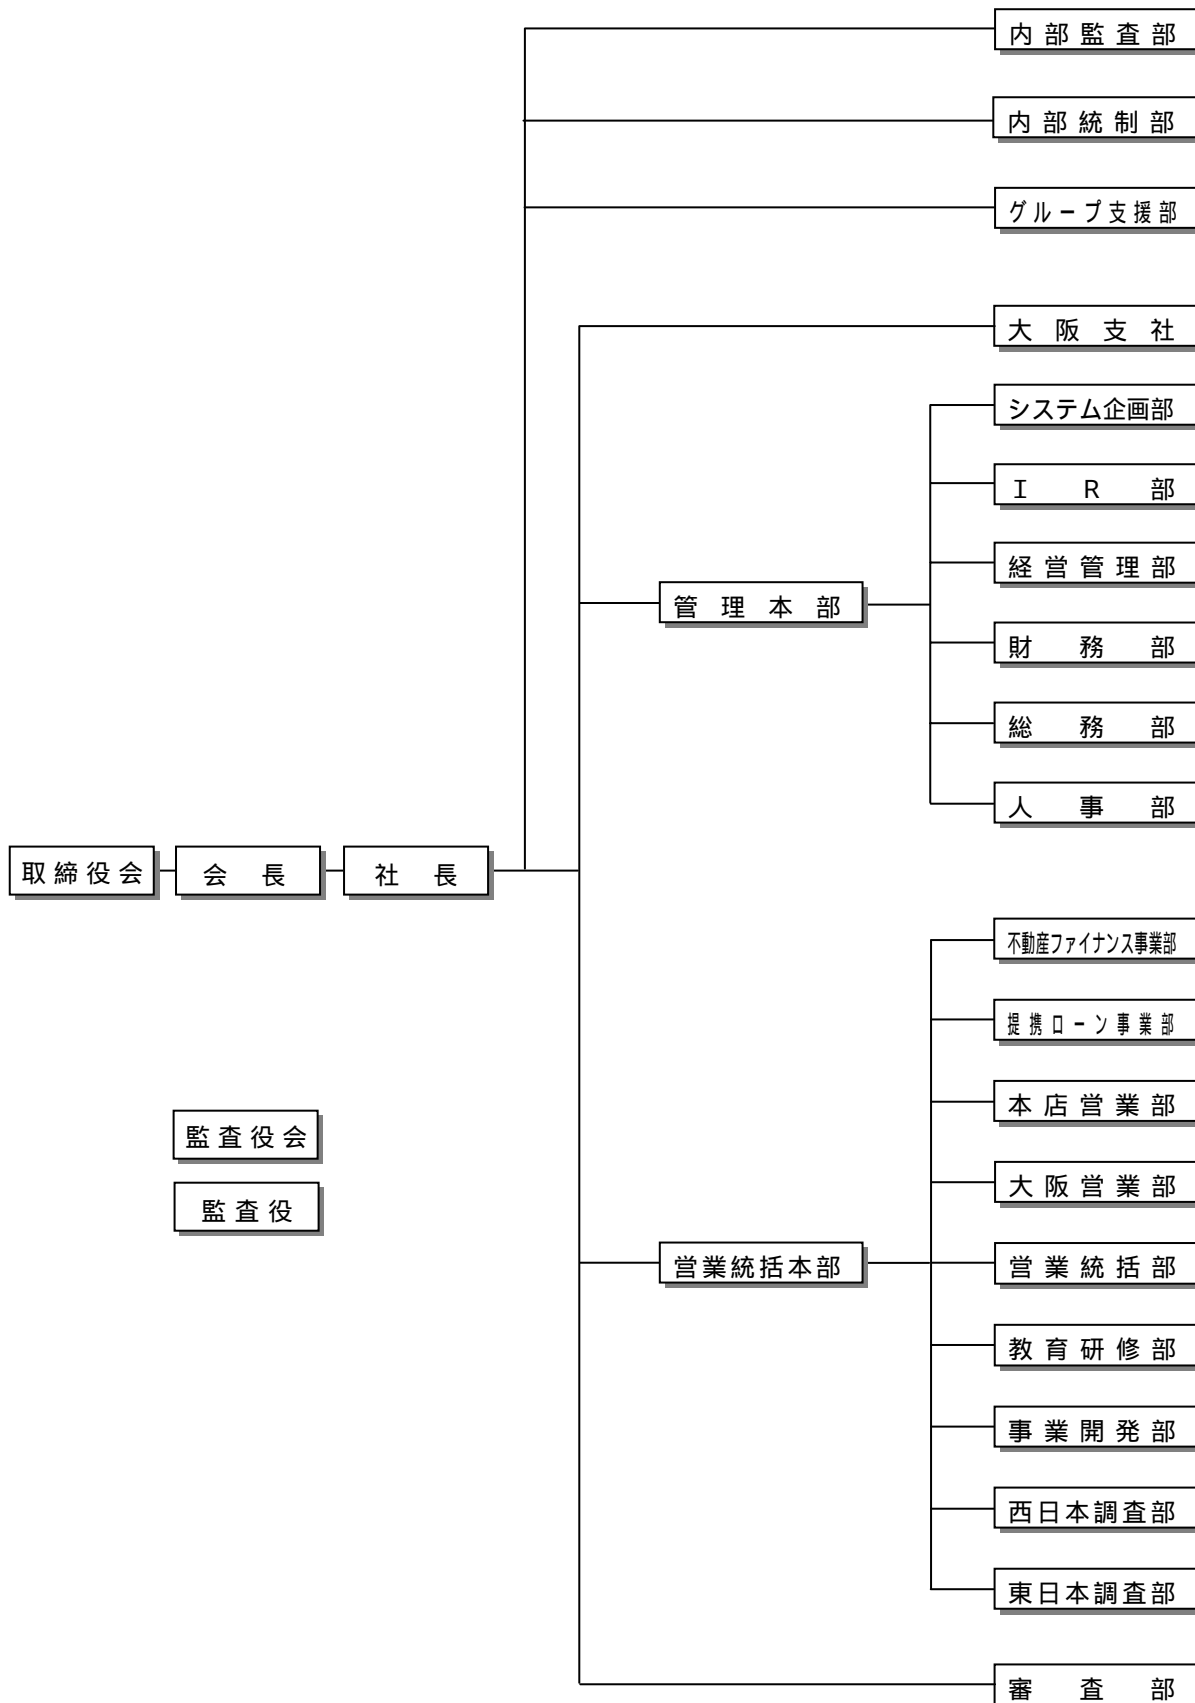 内部監査部
内部統制部
グループ支援部
大阪支社
システム企画部
ＩＲ部
経営管理部
管理本部
財務部
総務部
人事部
取締役会
会長
社長
不動産ファイナンス事業部
提携ローン事業部
本店営業部
監査役会
大阪営業部
監査役
営業統括本部
営業統括部
教育研修部
事業開発部
西日本調査部
東日本調査部
審査部